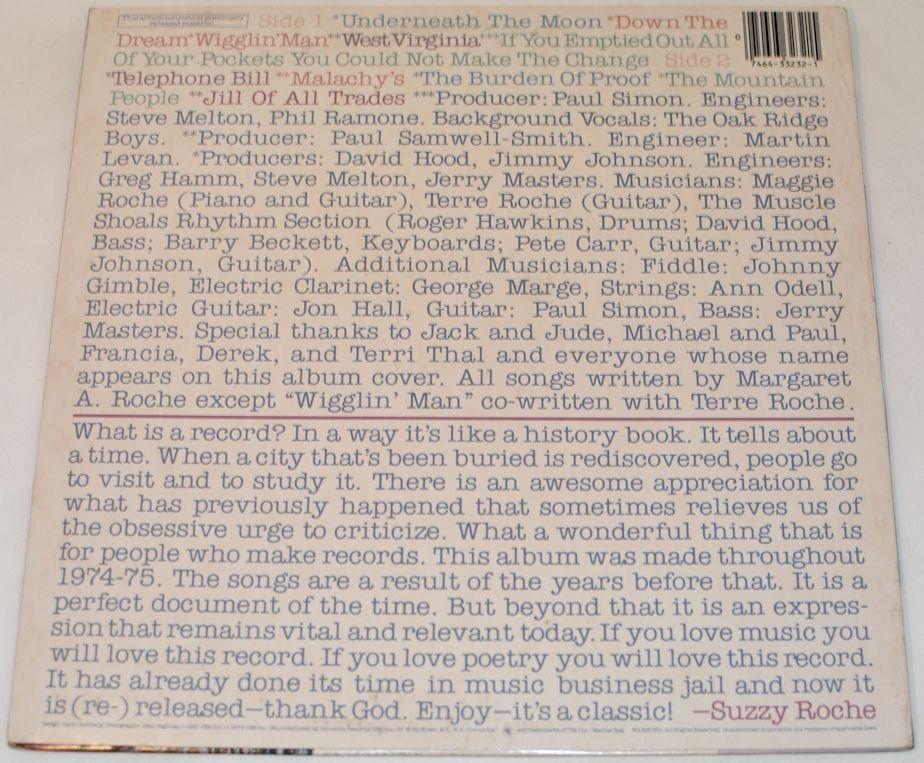 This album consists of previously
released material.
Side 1 *Underneath The Moon *Down The
Dream*Wigglin' Man**West Virginia***If You Emptied Out All
Of Your Pockets You Could Not Make The Change Side 2
*Telephone Bill **Malachy's *The Burden Of Proof *The Mountain
People **Jill Of All Trades ***Producer: Paul Simon. Engineers:
Steve Melton, Phil Ramone. Background Vocals: The Oak Ridge
Boys. **Producer: Paul Samwell-Smith. Engineer: Martin
Levan. *Producers: David Hood, Jimmy Johnson. Engineers:
Greg Hamm, Steve Melton, Jerry Masters. Musicians: Maggie
Roche (Piano and Guitar), Terre Roche (Guitar), The Muscle
Shoals Rhythm Section (Roger Hawkins, Drums; David Hood,
Bass; Barry Beckett, Keyboards; Pete Carr, Guitar; Jimmy
Johnson, Guitar). Additional Musicians: Fiddle: Johnny
Gimble, Electric Clarinet: George Marge, Strings: Ann Odell,
Electric Guitar: Jon Hall, Guitar: Paul Simon, Bass: Jerry
Masters. Special thanks to Jack and Jude, Michael and Paul,
Francia, Derek, and Terri Thal and everyone whose name
appears on this album cover. All songs written by Margaret
A. Roche except "Wigglin' Man" co-written with Terre Roche.
0
7464-33232-1
What is a record? In a way it's like a history book. It tells about
a time. When a city that's been buried is rediscovered, people go
to visit and to study it. There is an awesome appreciation for
what has previously happened that sometimes relieves us of
the obsessive urge to criticize. What a wonderful thing that is
for people who make records. This album was made throughout
1974-75. The songs are a result of the years before that. It is a
perfect document of the time. But beyond that it is an expres-
sion that remains vital and relevant today. If you love music you
will love this record. If you love poetry you will love this record.
It has already done its time in music business jail and now it
is (re-) released—thank God. Enjoy—it's a classic! —Suzzy Roche